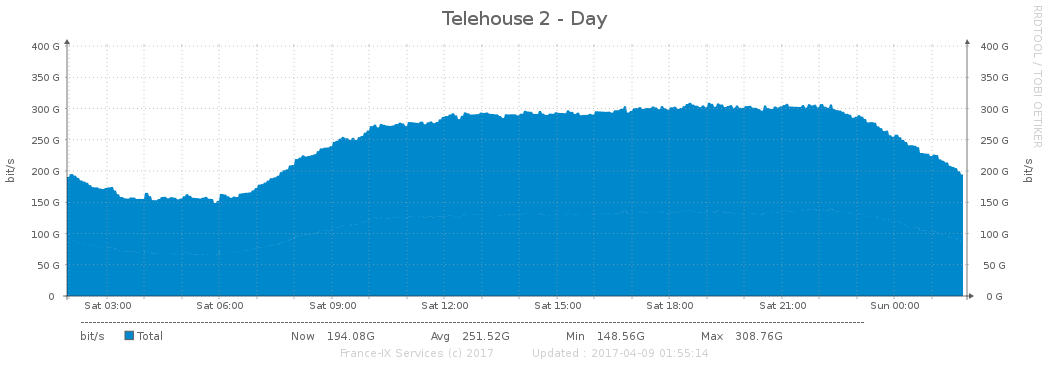 Telehouse 2 - Day
RRDTOOL / TOBI OETIKER
400 G 400 G
350 G 350 G
300 G 300 G
250 G 250 G
200 G 200 G
150 G 150 G
100 G 100 G
50 G 50 G
0 0 G
bit/s bit/s
Sat 03:00 Sat 06:00 Sat 09:00 Sat 12:00 Sat 15:00 Sat 18:00 Sat 21:00 Sun 00:00
bit/s Total Now 194.08G Avg 251.52G Min 148.56G Max 308.76G
France-IX Services (c) 2017 Updated : 2017-04-09 01:55:14